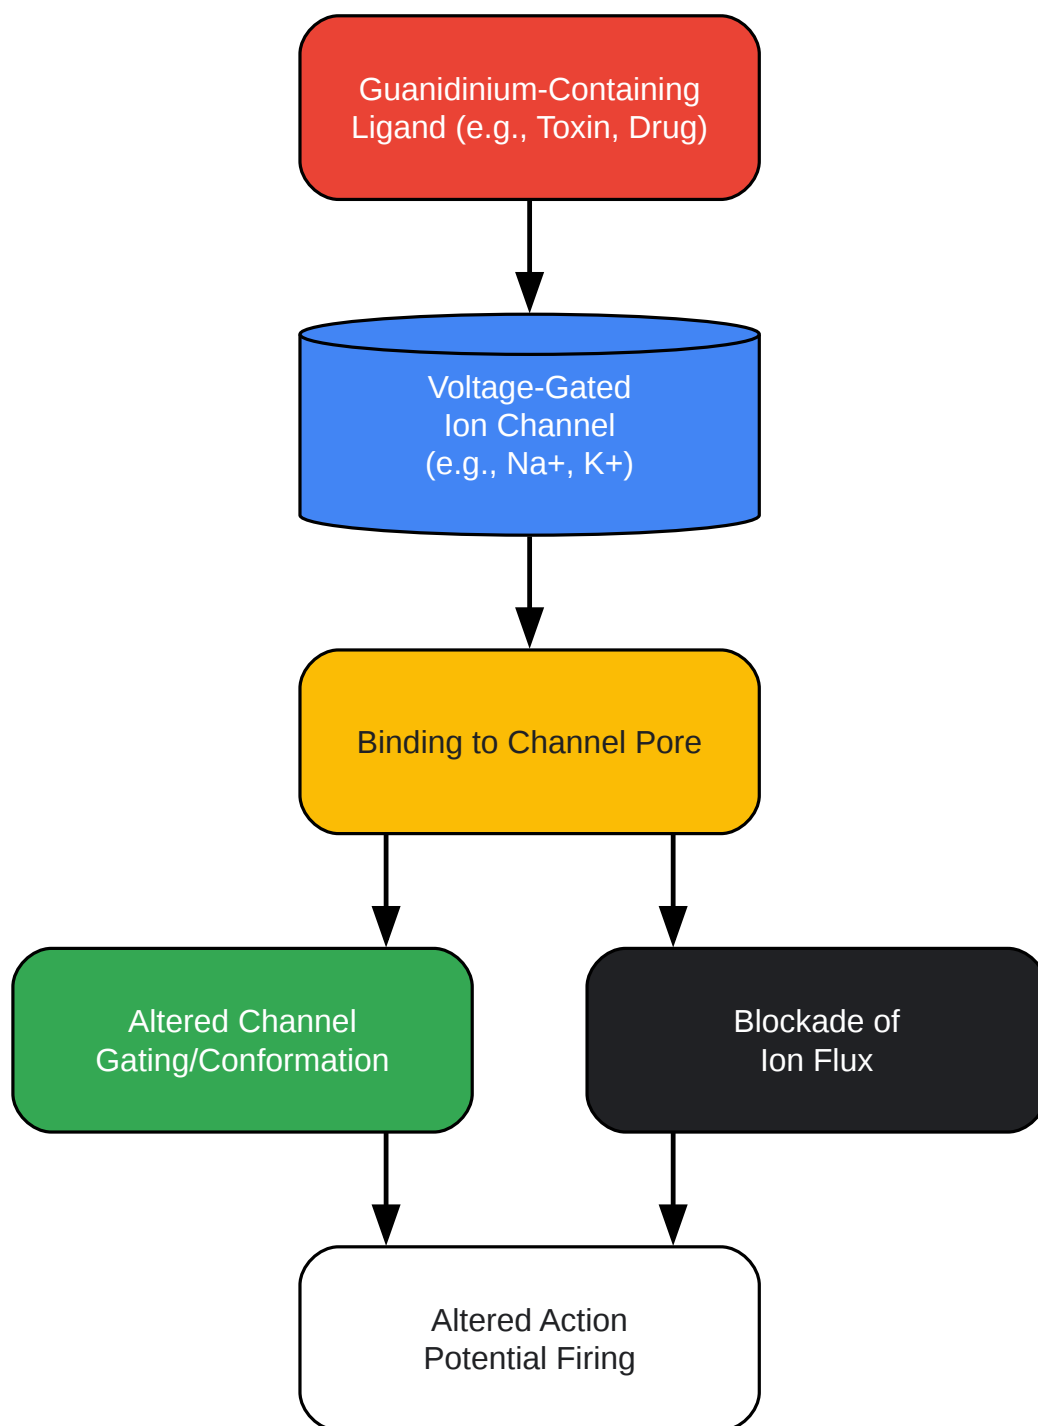 Guanidinium-Containing
Ligand (e.g., Toxin, Drug)
Voltage-Gated
Ion Channel
(e.g., Na+, K+)
Binding to Channel Pore
Altered Channel
Gating/Conformation
Blockade of
Ion Flux
Altered Action
Potential Firing